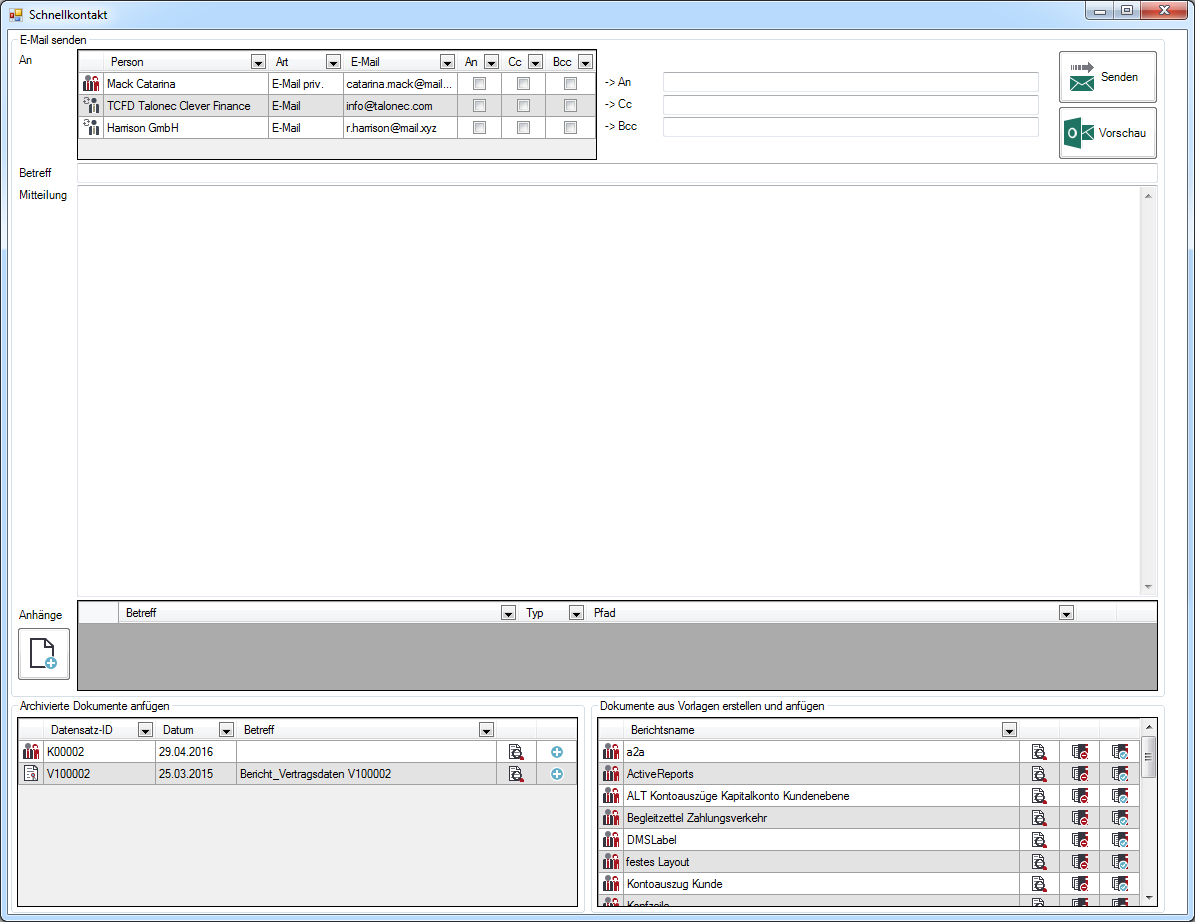 Schnellkontakt
E-Mail senden
An
Person Art E-Mail An Cc Bcc
Mack Catarina E-Mail priv. catarina.mack@mail...
TCFD Talonec Clever Finance E-Mail info@talonec.com
Harrison GmbH E-Mail r.harrison@mail.xyz
-> An
-> Cc
-> Bcc
Senden
Vorschau
Betreff
Mitteilung
Anhänge
Betreff Typ Pfad
Archivierte Dokumente anfügen
Datensatz-ID Datum Betreff
K00002 29.04.2016
V100002 25.03.2015 Bericht_Vertragsdaten V100002
Dokumente aus Vorlagen erstellen und anfügen
Berichtsname
a2a
ActiveReports
ALT Kontoauszüge Kapitalkonto Kundenebene
Begleitzettel Zahlungsverkehr
DMSLabel
festes Layout
Kontoauszug Kunde
Kopfzeile